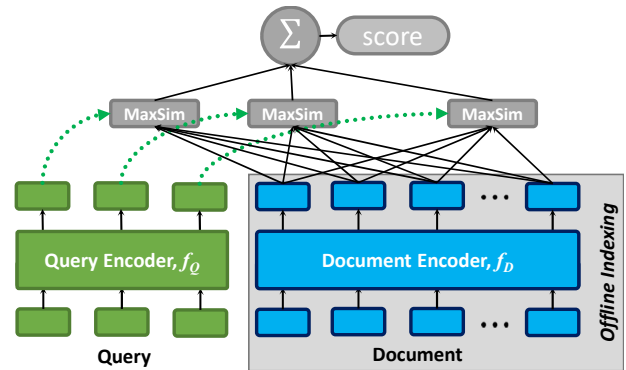 Σ
score
MaxSim
MaxSim
MaxSim
Query Encoder, f_Q
Document Encoder, f_D
Offline Indexing
Query
Document